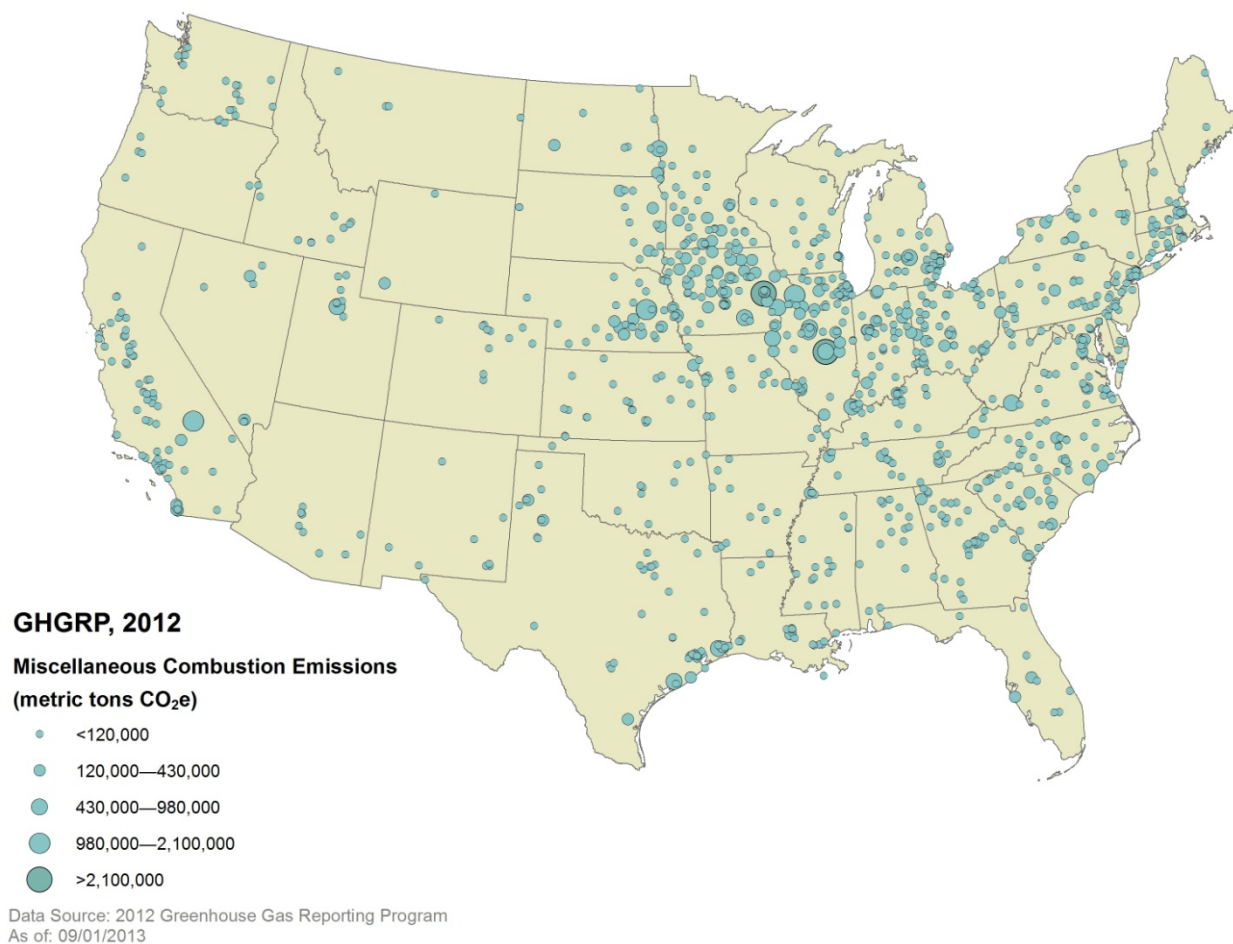 GHGRP, 2012
Miscellaneous Combustion Emissions
(metric tons CO₂e)
<120,000
120,000—430,000
430,000—980,000
980,000—2,100,000
>2,100,000
Data Source: 2012 Greenhouse Gas Reporting Program
As of: 09/01/2013